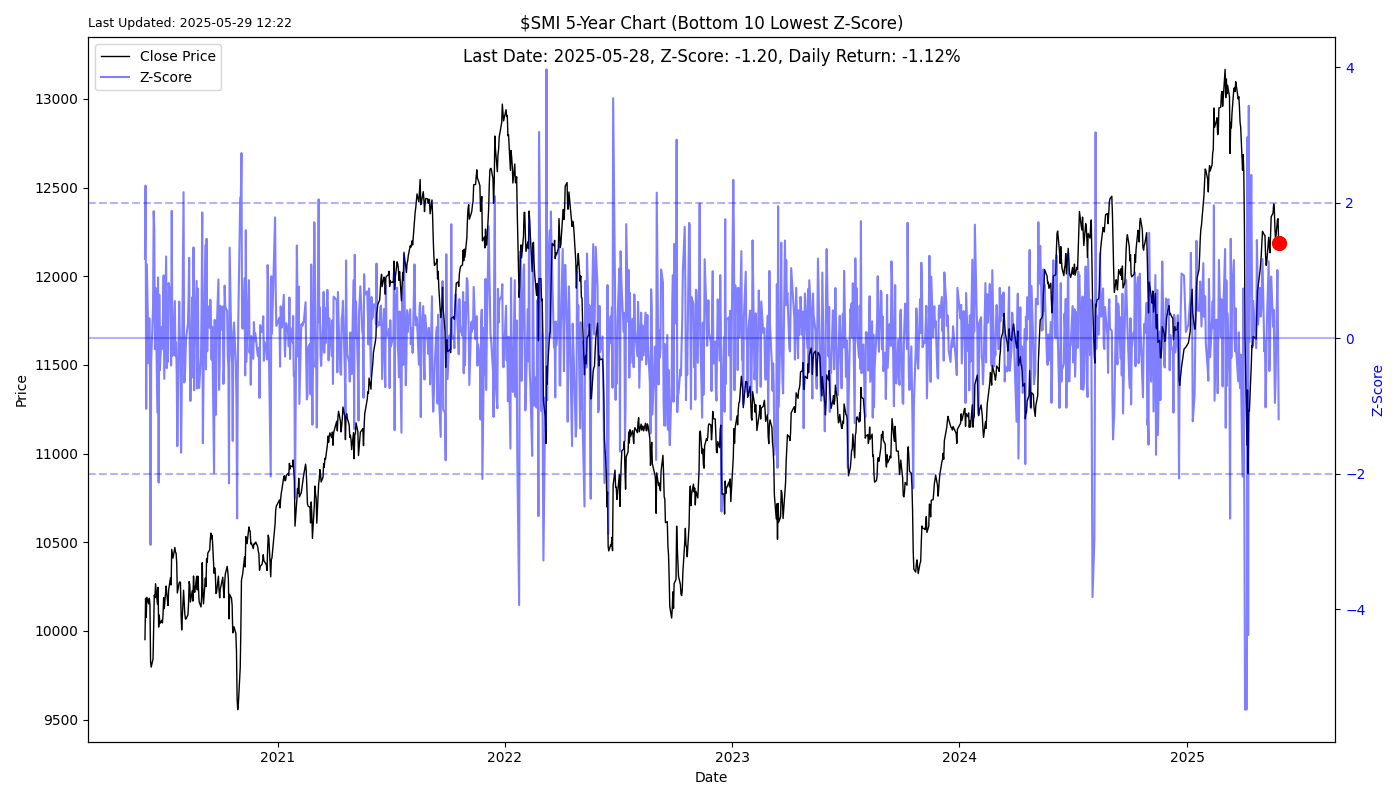 Last Updated: 2025-05-29 12:22
$SMI 5-Year Chart (Bottom 10 Lowest Z-Score)
Last Date: 2025-05-28, Z-Score: -1.20, Daily Return: -1.12%
Close Price
Z-Score
13000
12500
12000
11500
11000
10500
10000
9500
Price
4
2
0
−2
−4
Z-Score
2021
2022
2023
2024
2025
Date